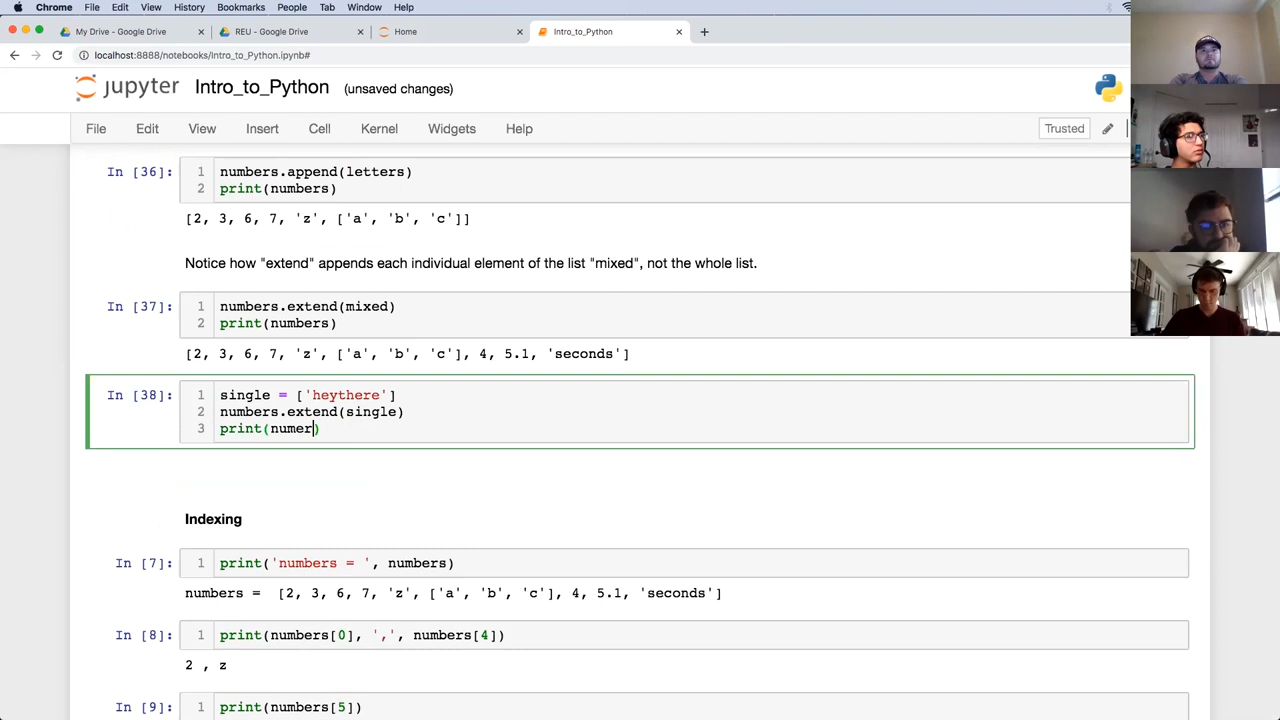 Chrome File Edit View History Bookmarks People Tab Window Help
My Drive - Google Drive × REU - Google Drive × Home × Intro_to_Python × +
localhost:8888/notebooks/Intro_to_Python.ipynb#
jupyter Intro_to_Python (unsaved changes)
File Edit View Insert Cell Kernel Widgets Help Trusted
In [36]: 1 numbers.append(letters)
2 print(numbers)
[2, 3, 6, 7, 'z', ['a', 'b', 'c']]
Notice how "extend" appends each individual element of the list "mixed", not the whole list.
In [37]: 1 numbers.extend(mixed)
2 print(numbers)
[2, 3, 6, 7, 'z', ['a', 'b', 'c'], 4, 5.1, 'seconds']
In [38]: 1 single = ['heythere']
2 numbers.extend(single)
3 print(numer)
Indexing
In [7]: 1 print('numbers = ', numbers)
numbers =  [2, 3, 6, 7, 'z', ['a', 'b', 'c'], 4, 5.1, 'seconds']
In [8]: 1 print(numbers[0], ',', numbers[4])
2 , z
In [9]: 1 print(numbers[5])